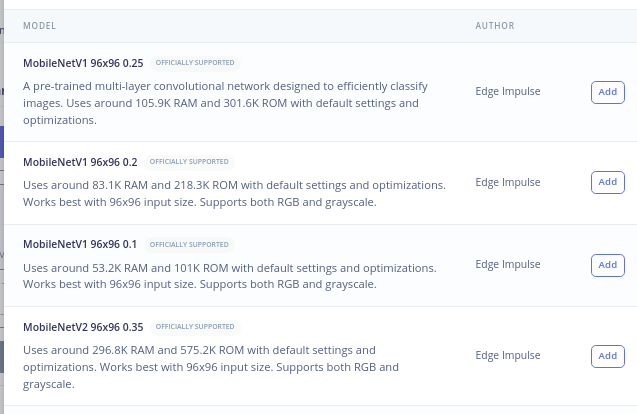 MODEL AUTHOR
MobileNetV1 96x96 0.25 OFFICIALLY SUPPORTED
A pre-trained multi-layer convolutional network designed to efficiently classify
images. Uses around 105.9K RAM and 301.6K ROM with default settings and
optimizations.
Edge Impulse
Add
MobileNetV1 96x96 0.2 OFFICIALLY SUPPORTED
Uses around 83.1K RAM and 218.3K ROM with default settings and optimizations.
Works best with 96x96 input size. Supports both RGB and grayscale.
Edge Impulse
Add
MobileNetV1 96x96 0.1 OFFICIALLY SUPPORTED
Uses around 53.2K RAM and 101K ROM with default settings and optimizations.
Works best with 96x96 input size. Supports both RGB and grayscale.
Edge Impulse
Add
MobileNetV2 96x96 0.35 OFFICIALLY SUPPORTED
Uses around 296.8K RAM and 575.2K ROM with default settings and
optimizations. Works best with 96x96 input size. Supports both RGB and
grayscale.
Edge Impulse
Add